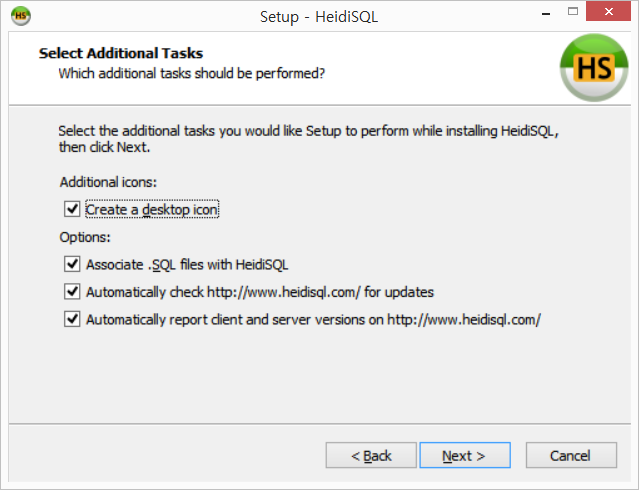 HS
Setup - HeidiSQL
Select Additional Tasks
Which additional tasks should be performed?
HS
Select the additional tasks you would like Setup to perform while installing HeidiSQL,
then click Next.
Additional icons:
Create a desktop icon
Options:
Associate .SQL files with HeidiSQL
Automatically check http://www.heidisql.com/ for updates
Automatically report client and server versions on http://www.heidisql.com/
< Back
Next >
Cancel